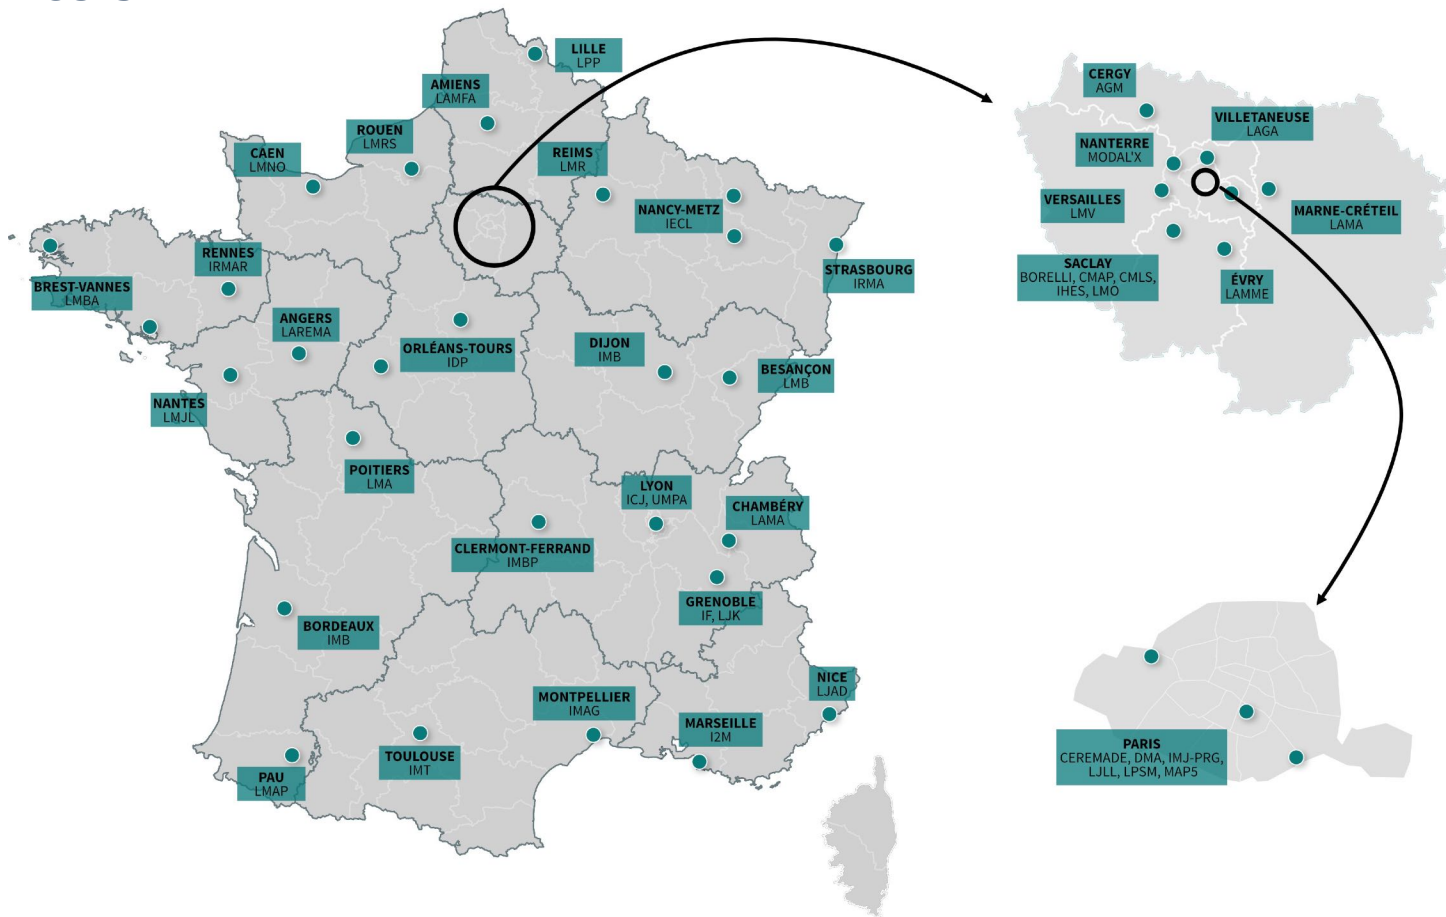 LILLE
LPP
AMIENS
LAMFA
ROUEN
LMRS
CAEN
LMNO
REIMS
LMR
NANCY-METZ
IECL
STRASBOURG
IRMA
RENNES
IRMAR
BREST-VANNES
LMBA
ANGERS
LAREMA
ORLÉANS-TOURS
IDP
DIJON
IMB
BESANÇON
LMB
NANTES
LMJL
POITIERS
LMA
LYON
ICJ, UMPA
CHAMBÉRY
LAMA
CLERMONT-FERRAND
IMBP
GRENOBLE
IF, LJK
BORDEAUX
IMB
NICE
LJAD
MONTPELLIER
IMAG
MARSEILLE
I2M
TOULOUSE
IMT
PAU
LMAP
CERGY
AGM
VILLETANEUSE
LAGA
NANTERRE
MODAL'X
VERSAILLES
LMV
MARNE-CRÉTEIL
LAMA
SACLAY
BORELLI, CMAP, CMLS,
IHES, LMO
ÉVRY
LAMME
PARIS
CEREMADE, DMA, IMJ-PRG,
LJLL, LPSM, MAP5